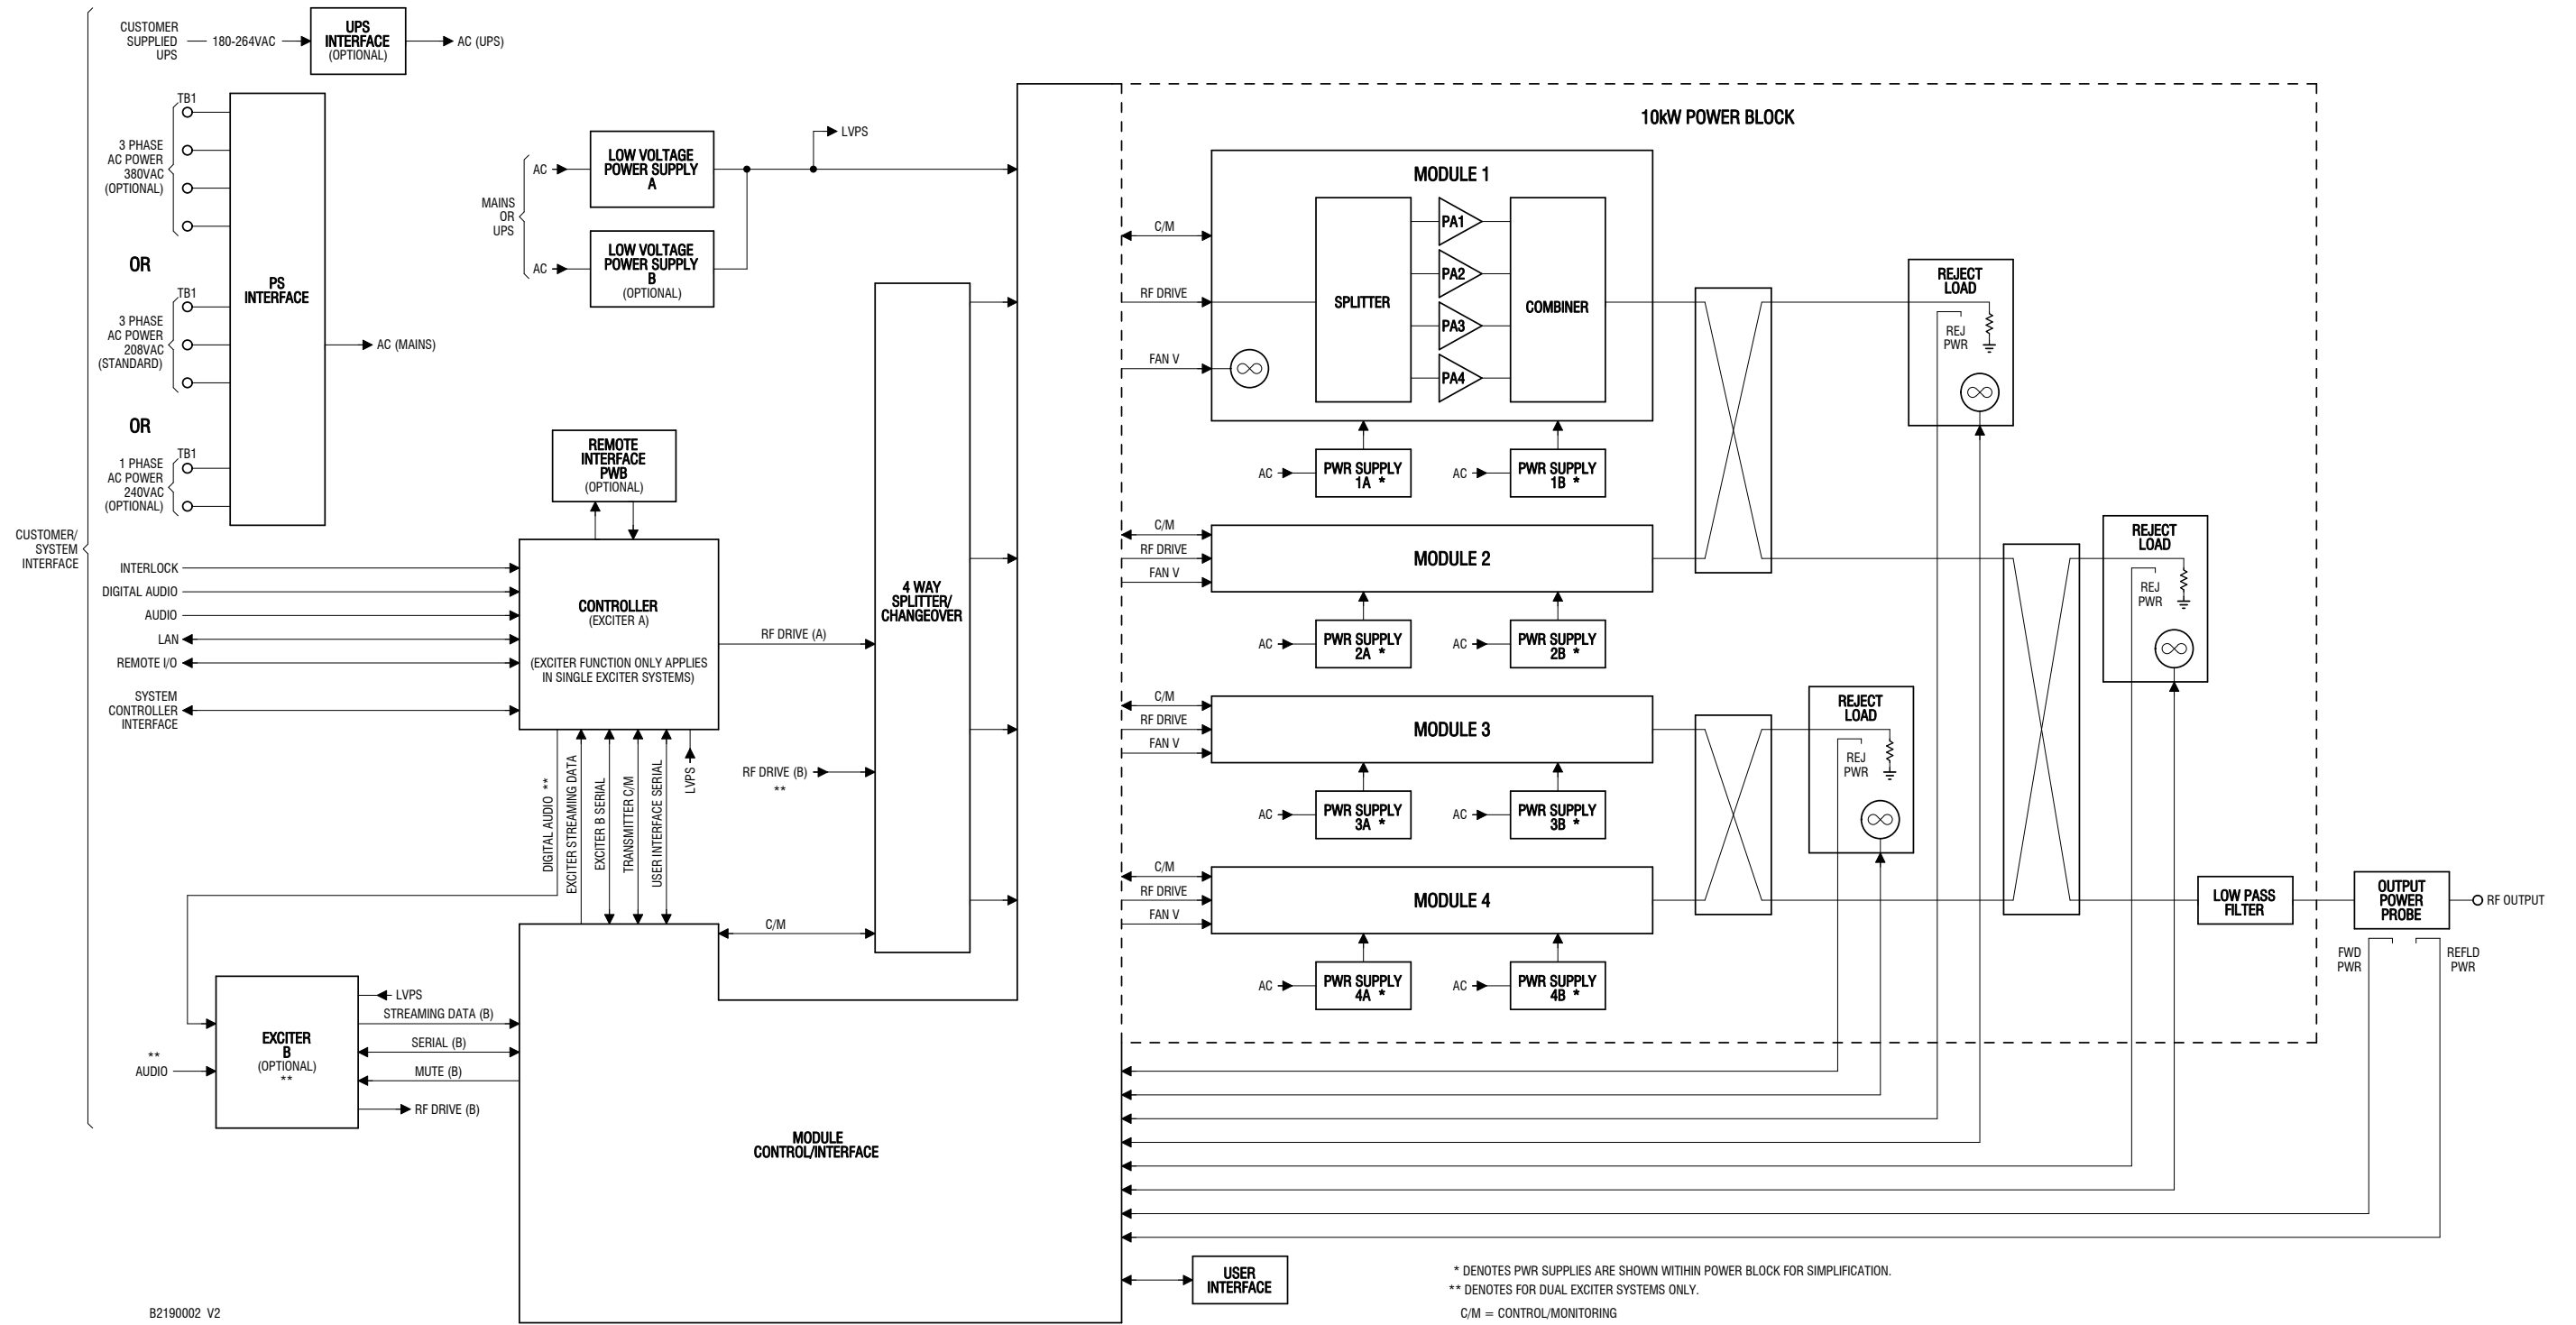 CUSTOMER
SUPPLIED
UPS
180-264VAC
UPS
INTERFACE
(OPTIONAL)
AC (UPS)
TB1
3 PHASE
AC POWER
380VAC
(OPTIONAL)
OR
TB1
3 PHASE
AC POWER
208VAC
(STANDARD)
OR
TB1
1 PHASE
AC POWER
240VAC
(OPTIONAL)
PS
INTERFACE
AC (MAINS)
CUSTOMER/
SYSTEM
INTERFACE
MAINS
OR
UPS
AC
LOW VOLTAGE
POWER SUPPLY
A
LVPS
AC
LOW VOLTAGE
POWER SUPPLY
B
(OPTIONAL)
REMOTE
INTERFACE
PWB
(OPTIONAL)
INTERLOCK
DIGITAL AUDIO
AUDIO
LAN
REMOTE I/O
SYSTEM
CONTROLLER
INTERFACE
CONTROLLER
(EXCITER A)
(EXCITER FUNCTION ONLY APPLIES
IN SINGLE EXCITER SYSTEMS)
RF DRIVE (A)
RF DRIVE (B)
**
4 WAY
SPLITTER/
CHANGEOVER
DIGITAL AUDIO **
EXCITER STREAMING DATA
EXCITER B SERIAL
TRANSMITTER C/M
USER INTERFACE SERIAL
LVPS
C/M
EXCITER
B
(OPTIONAL)
**
**
AUDIO
LVPS
STREAMING DATA (B)
SERIAL (B)
MUTE (B)
RF DRIVE (B)
MODULE
CONTROL/INTERFACE
10kW POWER BLOCK
C/M
RF DRIVE
FAN V
MODULE 1
SPLITTER
PA1
PA2
PA3
PA4
COMBINER
AC
PWR SUPPLY
1A *
AC
PWR SUPPLY
1B *
C/M
RF DRIVE
FAN V
MODULE 2
AC
PWR SUPPLY
2A *
AC
PWR SUPPLY
2B *
C/M
RF DRIVE
FAN V
MODULE 3
AC
PWR SUPPLY
3A *
AC
PWR SUPPLY
3B *
C/M
RF DRIVE
FAN V
MODULE 4
AC
PWR SUPPLY
4A *
AC
PWR SUPPLY
4B *
REJECT
LOAD
REJ
PWR
REJECT
LOAD
REJ
PWR
REJECT
LOAD
REJ
PWR
LOW PASS
FILTER
OUTPUT
POWER
PROBE
RF OUTPUT
FWD
PWR
REFLD
PWR
USER
INTERFACE
* DENOTES PWR SUPPLIES ARE SHOWN WITIHIN POWER BLOCK FOR SIMPLIFICATION.
** DENOTES FOR DUAL EXCITER SYSTEMS ONLY.
C/M = CONTROL/MONITORING
B2190002 V2